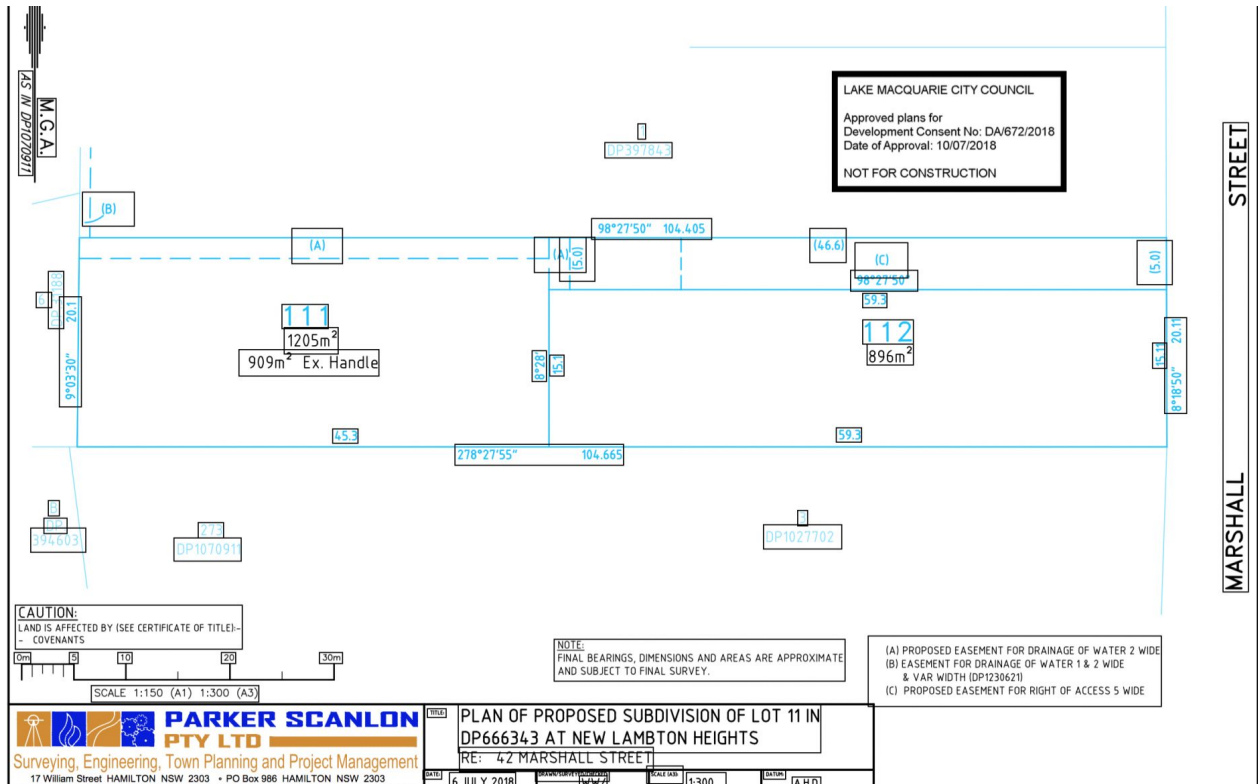 M.G.A.
AS IN DP1070911
LAKE MACQUARIE CITY COUNCIL
Approved plans for
Development Consent No: DA/672/2018
Date of Approval: 10/07/2018
NOT FOR CONSTRUCTION
STREET
MARSHALL
1
DP397843
(B)
(A)
(A)
(5.0)
98°27'50" 104.405
(46.6)
(C)
98°27'50"
59.3
(5.0)
6
9°03'30" 20.1
111
1205m²
909m² Ex. Handle
8°28'
15.1
112
896m²
15.11
8°18'50" 20.11
45.3
59.3
278°27'55" 104.665
B
DP
394603
273
DP1070911
3
DP1027702
CAUTION:
LAND IS AFFECTED BY (SEE CERTIFICATE OF TITLE):-
- COVENANTS
0m 5 10 20 30m
SCALE 1:150 (A1) 1:300 (A3)
NOTE:
FINAL BEARINGS, DIMENSIONS AND AREAS ARE APPROXIMATE
AND SUBJECT TO FINAL SURVEY.
(A) PROPOSED EASEMENT FOR DRAINAGE OF WATER 2 WIDE
(B) EASEMENT FOR DRAINAGE OF WATER 1 & 2 WIDE
& VAR WIDTH (DP1230621)
(C) PROPOSED EASEMENT FOR RIGHT OF ACCESS 5 WIDE
PARKER SCANLON
PTY LTD
Surveying, Engineering, Town Planning and Project Management
17 William Street HAMILTON NSW 2303 • PO Box 986 HAMILTON NSW 2303
TITLE:
PLAN OF PROPOSED SUBDIVISION OF LOT 11 IN
DP666343 AT NEW LAMBTON HEIGHTS
RE: 42 MARSHALL STREET
DATE: 6 JULY 2018
SCALE (A3): 1:300
DATUM: A.H.D.